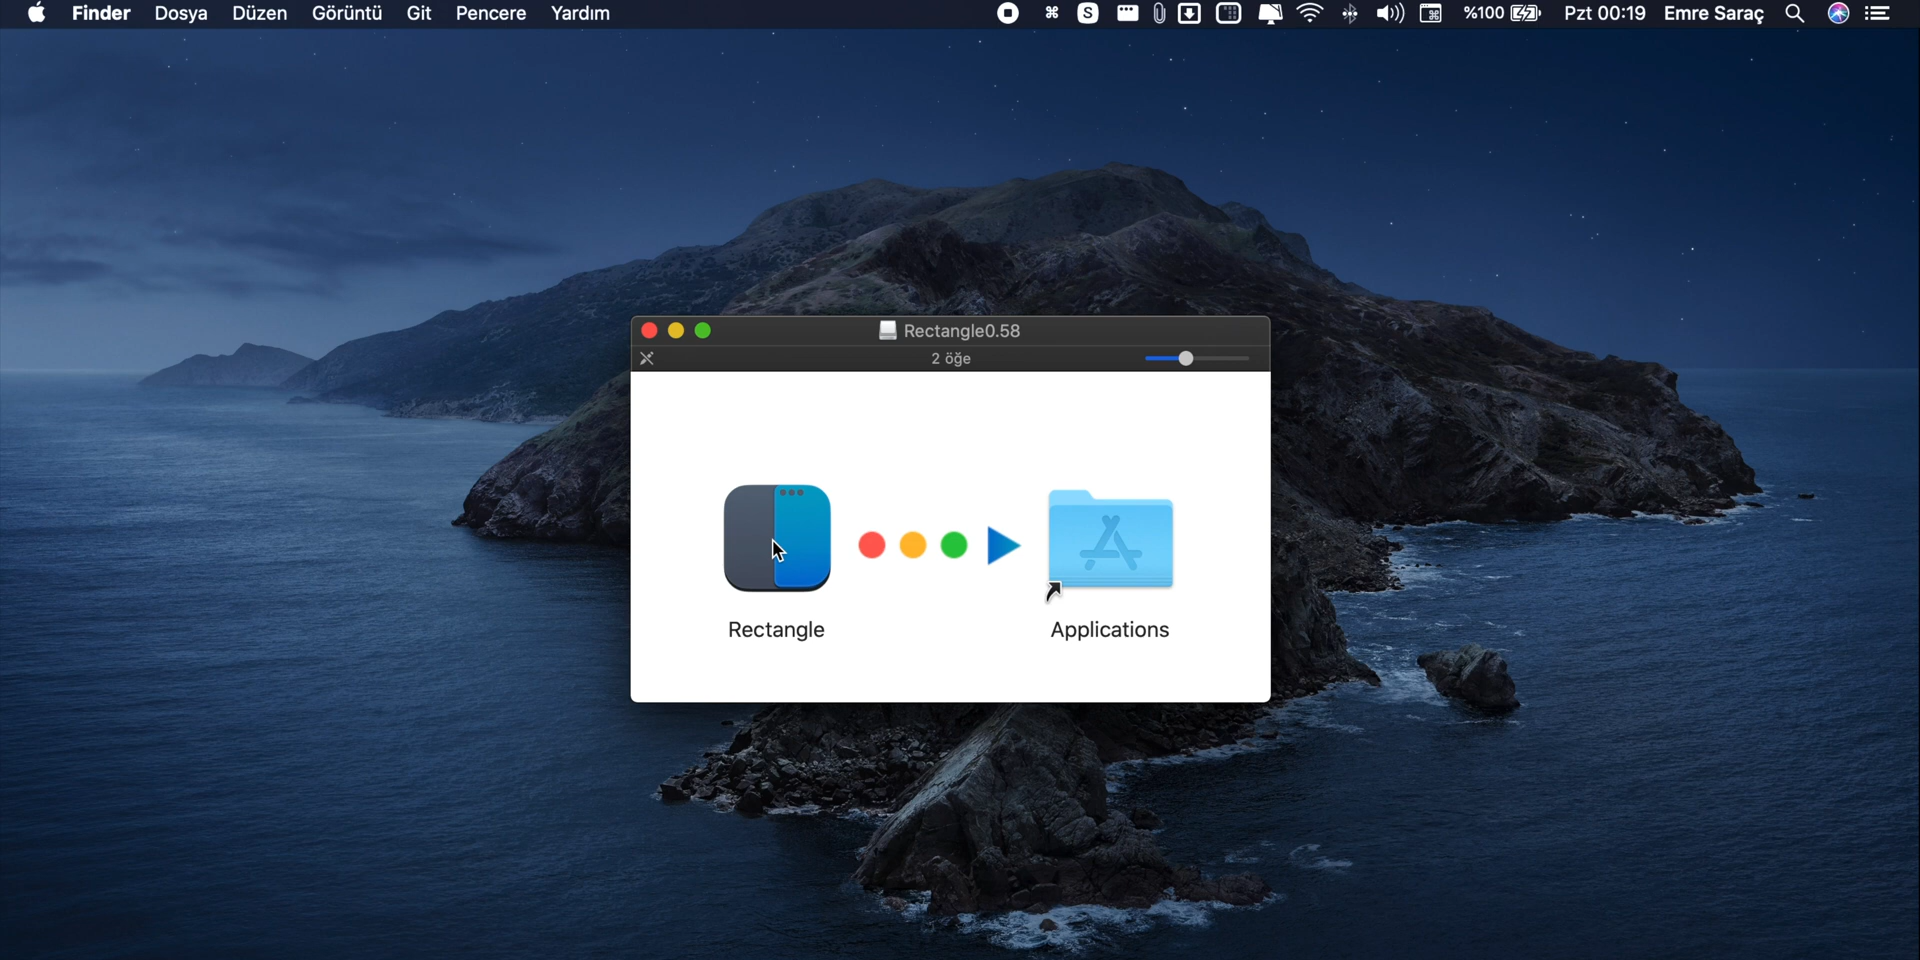 Finder Dosya Düzen Görüntü Git Pencere Yardım %100 Pzt 00:19 Emre Saraç
Rectangle0.58
2 öğe
Rectangle
Applications